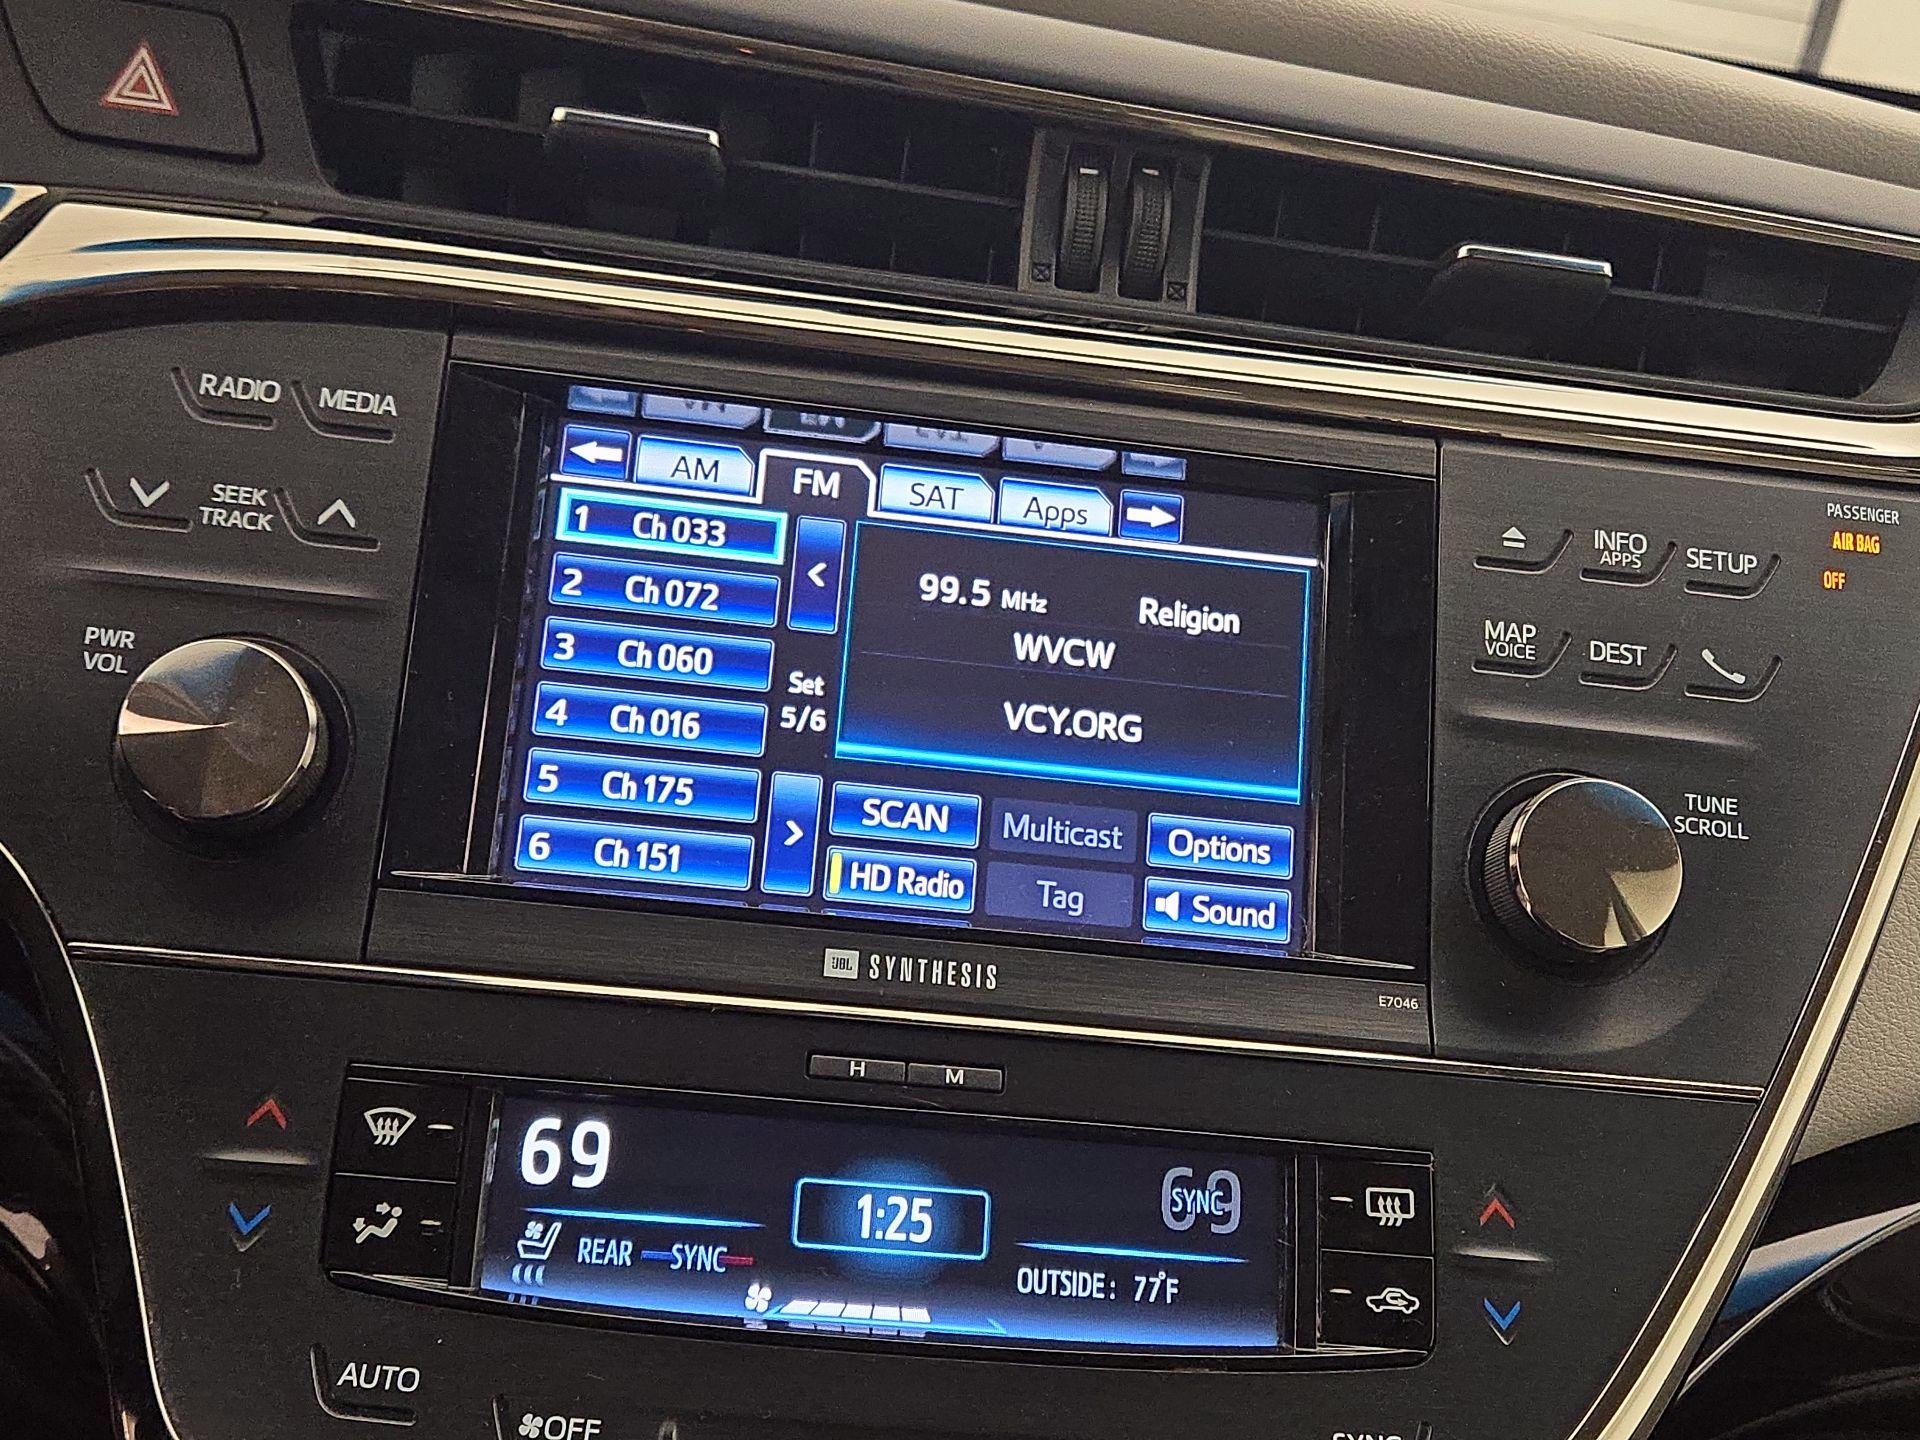 RADIO
MEDIA
SEEK
TRACK
PWR
VOL
AM
FM
SAT
Apps
1 Ch 033
2 Ch 072
3 Ch 060
4 Ch 016
5 Ch 175
6 Ch 151
<
Set
5/6
>
99.5 MHz
Religion
WVCW
VCY.ORG
SCAN
Multicast
Options
HD Radio
Tag
Sound
JBL SYNTHESIS
E7046
INFO
APPS
SETUP
MAP
VOICE
DEST
PASSENGER
AIR BAG
OFF
TUNE
SCROLL
H
M
69
1:25
69
SYNC
REAR
SYNC
OUTSIDE: 77°F
AUTO
OFF
SYNC